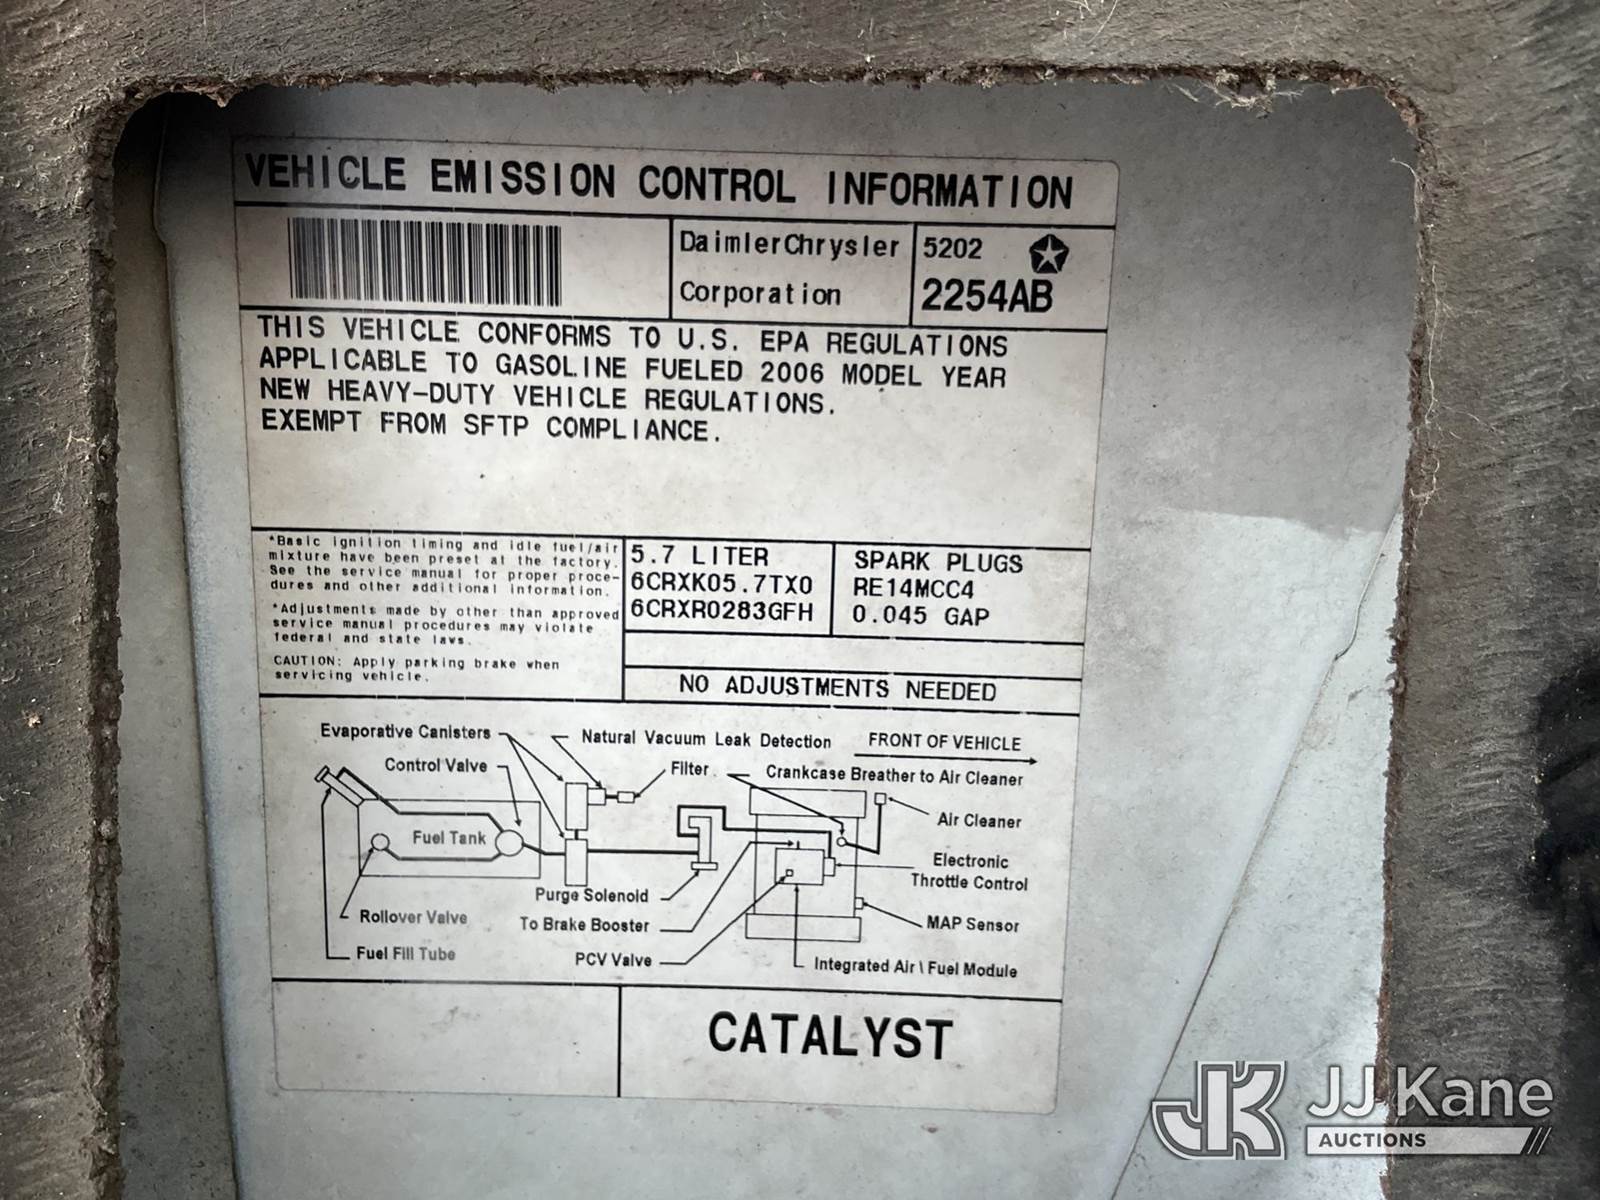 VEHICLE EMISSION CONTROL INFORMATION
DaimlerChrysler
Corporation
5202
2254AB
THIS VEHICLE CONFORMS TO U.S. EPA REGULATIONS
APPLICABLE TO GASOLINE FUELED 2006 MODEL YEAR
NEW HEAVY-DUTY VEHICLE REGULATIONS.
EXEMPT FROM SFTP COMPLIANCE.
*Basic ignition timing and idle fuel/air
mixture have been preset at the factory.
See the service manual for proper proce-
dures and other additional information.
*Adjustments made by other than approved
service manual procedures may violate
federal and state laws.
CAUTION: Apply parking brake when
servicing vehicle.
5.7 LITER
6CRXK05.7TX0
6CRXR0283GFH
SPARK PLUGS
RE14MCC4
0.045 GAP
NO ADJUSTMENTS NEEDED
Evaporative Canisters
Natural Vacuum Leak Detection
FRONT OF VEHICLE
Control Valve
Filter
Crankcase Breather to Air Cleaner
Air Cleaner
Fuel Tank
Electronic
Throttle Control
Purge Solenoid
Rollover Valve
To Brake Booster
MAP Sensor
Fuel Fill Tube
PCV Valve
Integrated Air \ Fuel Module
CATALYST
JK
JJ Kane
AUCTIONS